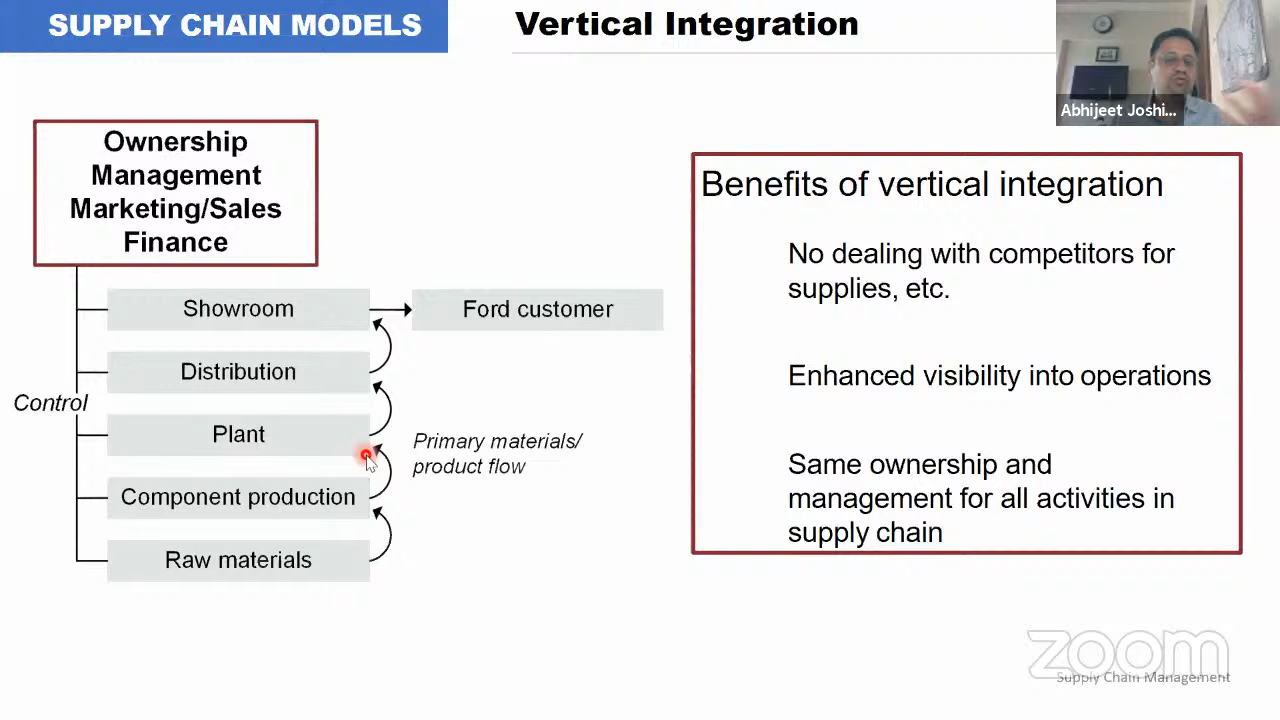 SUPPLY CHAIN MODELS
Vertical Integration
Abhijeet Joshi...
Ownership
Management
Marketing/Sales
Finance
Showroom
Ford customer
Distribution
Control
Plant
Primary materials/
product flow
Component production
Raw materials
Benefits of vertical integration
No dealing with competitors for
supplies, etc.
Enhanced visibility into operations
Same ownership and
management for all activities in
supply chain
zoom
Supply Chain Management